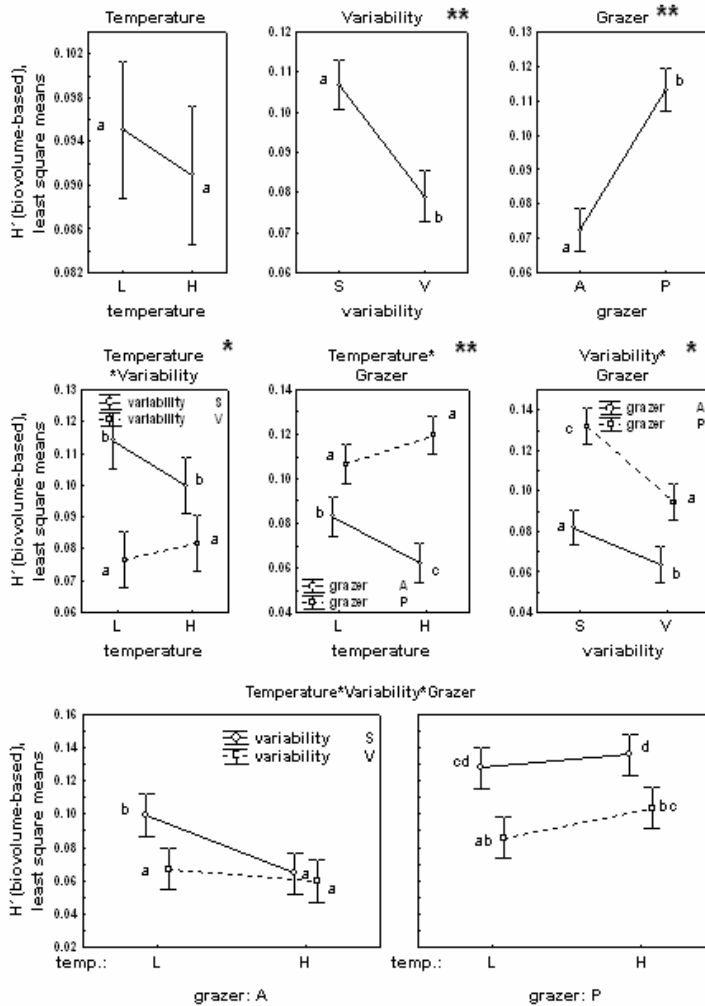 Temperature
Variability **
Grazer **
H´ (biovolume-based),
least square means
0.102
0.098
0.094
0.090
0.086
0.082
a
a
L H
temperature
0.12
0.11
0.10
0.09
0.08
0.07
0.06
a
b
S V
variability
0.13
0.12
0.11
0.10
0.09
0.08
0.07
0.06
a
b
A P
grazer
Temperature *
*Variability
Temperature* **
Grazer
Variability* *
Grazer
H´ (biovolume-based),
least square means
0.13
0.12
0.11
0.10
0.09
0.08
0.07
0.06
variability S
variability V
b
b
a
a
L H
temperature
0.14
0.12
0.10
0.08
0.06
0.04
a
a
b
c
grazer A
grazer P
L H
temperature
0.14
0.12
0.10
0.08
0.06
0.04
grazer A
grazer P
c
a
a
b
S V
variability
Temperature*Variability*Grazer
H´ (biovolume-based),
least square means
0.16
0.14
0.12
0.10
0.08
0.06
0.04
0.02
variability S
variability V
b
a
a
a
cd
d
ab
bc
temp.: L H temp.: L H
grazer: A grazer: P